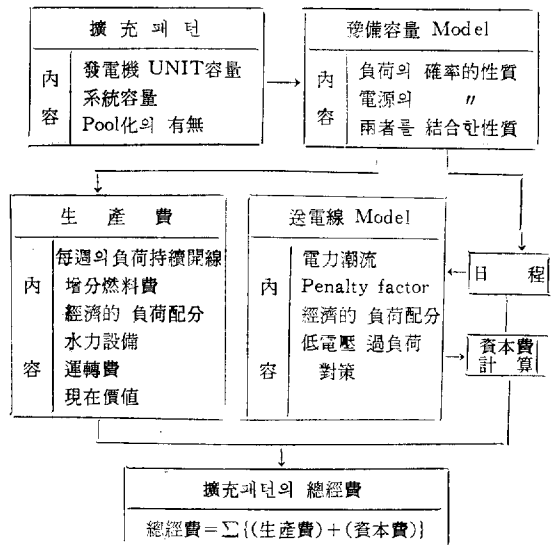 擴充패턴
內容
發電機 UNIT容量
系統容量
Pool化의 有無
豫備容量 Model
內容
負荷의 確率的性質
電源의 〃
兩者를 結合한性質
生產費
內容
每週의負荷持續開線
增分燃料費
經濟的 負荷配分
水力設備
運轉費
現在價値
送電線 Model
內容
電力潮流
Penalty factor
經濟的 負荷配分
低電壓 過負荷
對策
日程
資本費
計算
擴充패턴의 總經費
總經費=∑{(生産費)+(資本費)}